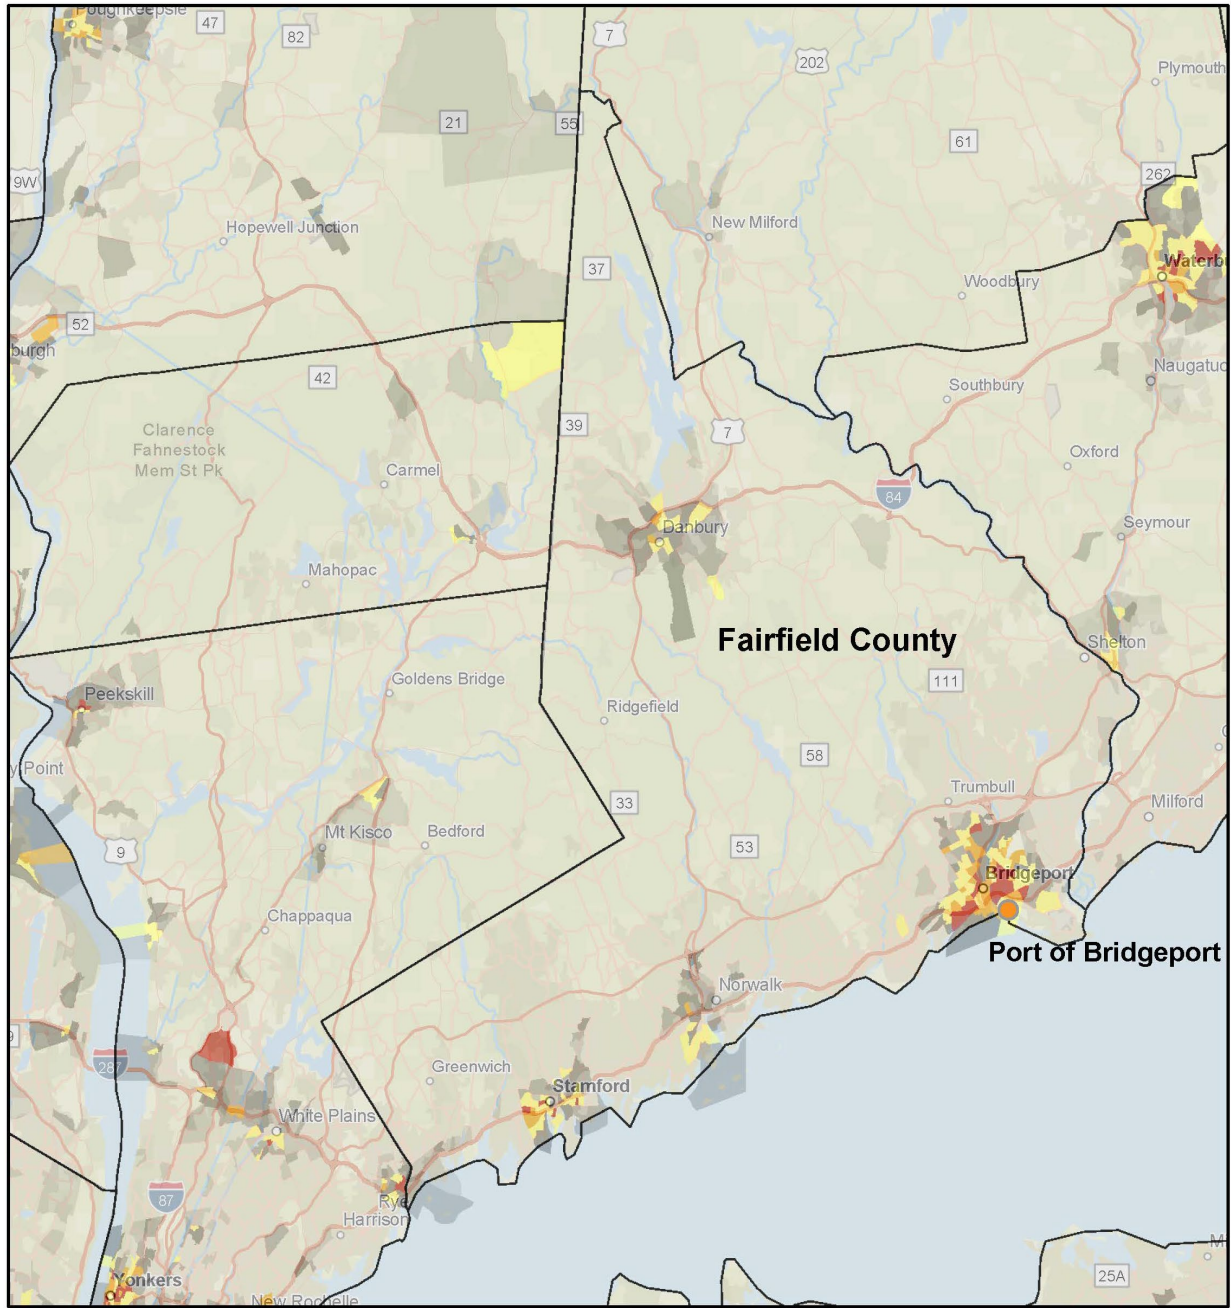 Poughkeepsie
47
82
7
202
Plymouth
21
55
61
9W
262
Hopewell Junction
New Milford
37
Waterb
Woodbury
52
burgh
42
Naugatuc
Southbury
39
7
Clarence
Fahnestock
Mem St Pk
Oxford
Carmel
84
Seymour
Danbury
Mahopac
Fairfield County
Shelton
Goldens Bridge
111
Peekskill
Ridgefield
58
y Point
Trumbull
33
Milford
Mt Kisco
Bedford
9
53
Bridgeport
Chappaqua
Port of Bridgeport
Norwalk
9
287
Greenwich
Stamford
White Plains
87
Rye
Harrison
M
25A
Yonkers
New Rochelle